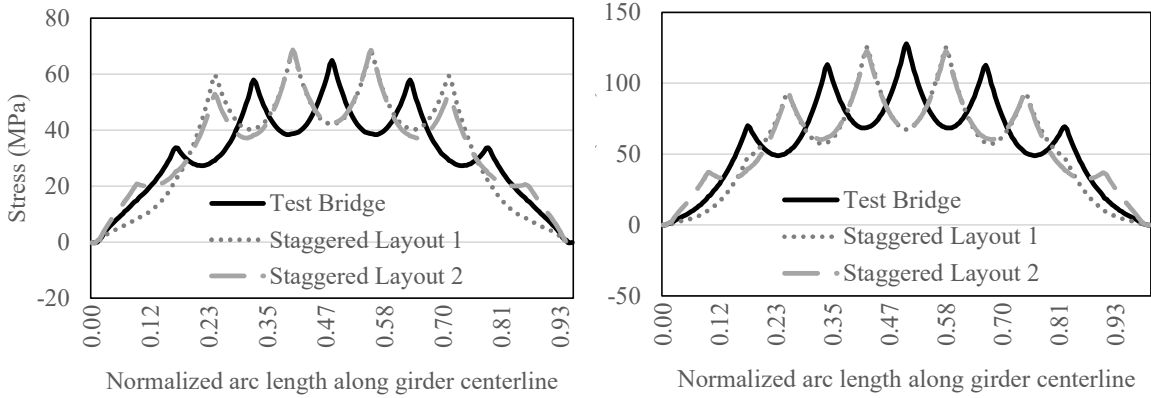 80
60
40
20
0
-20
Stress (MPa)
Test Bridge
Staggered Layout 1
Staggered Layout 2
0.00 0.12 0.23 0.35 0.47 0.58 0.70 0.81 0.93
Normalized arc length along girder centerline
150
100
50
0
-50
Test Bridge
Staggered Layout 1
Staggered Layout 2
0.00 0.12 0.23 0.35 0.47 0.58 0.70 0.81 0.93
Normalized arc length along girder centerline